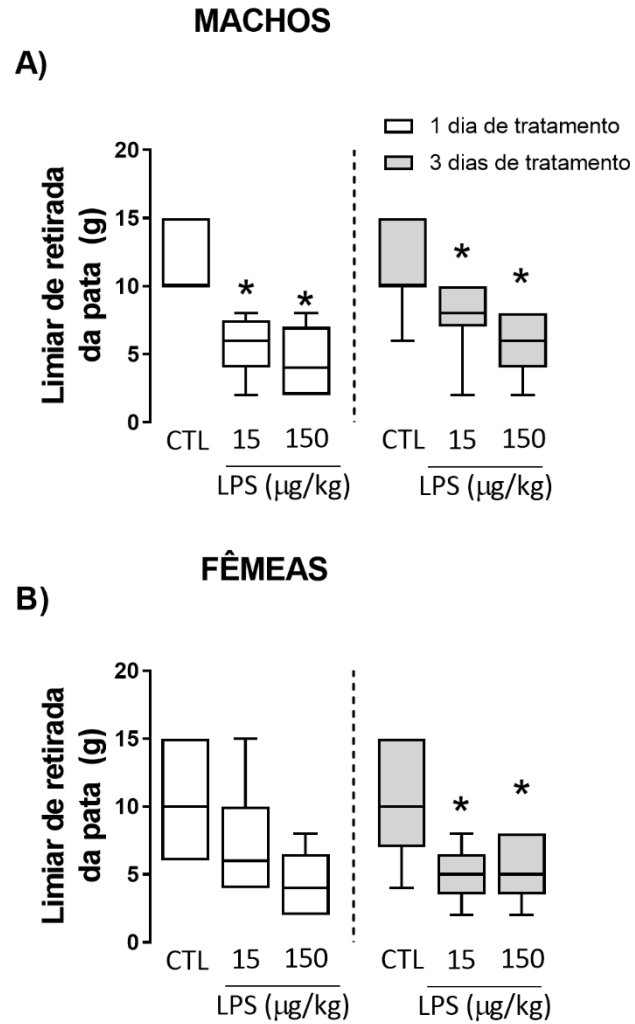 MACHOS
A)
1 dia de tratamento
3 dias de tratamento
Limiar de retirada
da pata (g)
20
15
10
5
0
* * * *
CTL 15 150 CTL 15 150
LPS (µg/kg) LPS (µg/kg)
FÊMEAS
B)
Limiar de retirada
da pata (g)
20
15
10
5
0
* *
CTL 15 150 CTL 15 150
LPS (µg/kg) LPS (µg/kg)